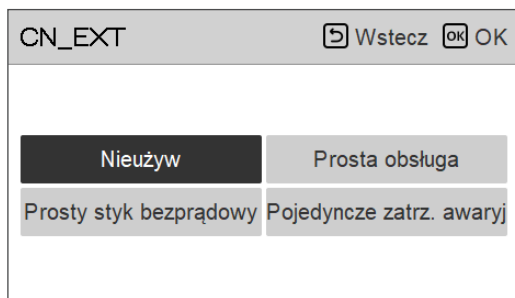 CN_EXT Wstecz OK OK
Nieużyw Prosta obsługa
Prosty styk bezprądowy Pojedyncze zatrz. awaryj